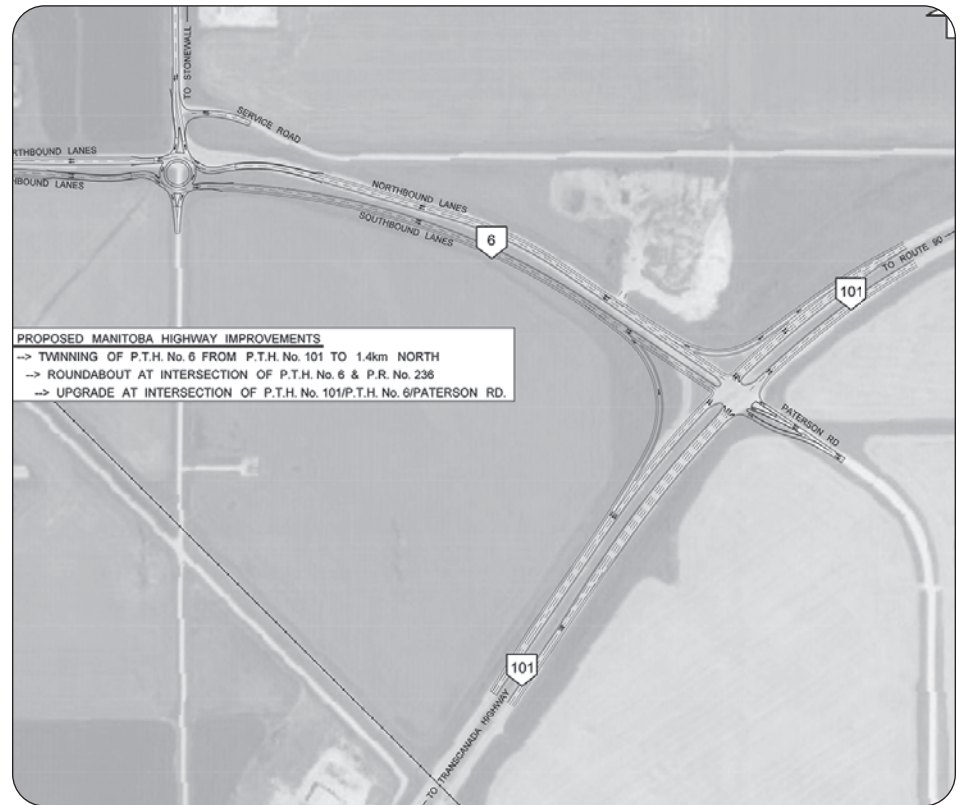 TO STONEWALL
SERVICE ROAD
RTHBOUND LANES
HBOUND LANES
NORTHBOUND LANES
SOUTHBOUND LANES
6
TO ROUTE 90
101
PROPOSED MANITOBA HIGHWAY IMPROVEMENTS
--> TWINNING OF P.T.H. No. 6 FROM P.T.H. No. 101 TO 1.4km NORTH
--> ROUNDABOUT AT INTERSECTION OF P.T.H. No. 6 & P.R. No. 236
--> UPGRADE AT INTERSECTION OF P.T.H. No. 101/P.T.H. No. 6/PATERSON RD.
PATERSON RD
101
TO TRANSCANADA HIGHWAY